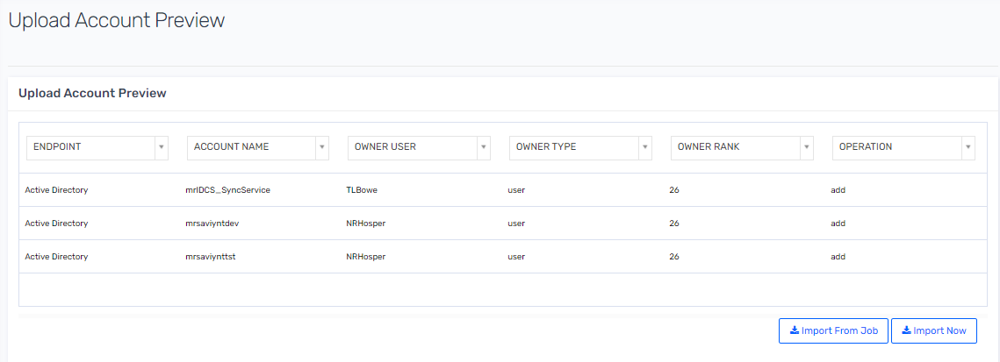 Upload Account Preview
Upload Account Preview
ENDPOINT ACCOUNT NAME OWNER USER OWNER TYPE OWNER RANK OPERATION
Active Directory mrIDCS_SyncService TLBowe user 26 add
Active Directory mrsaviyntdev NRHosper user 26 add
Active Directory mrsaviynttst NRHosper user 26 add
Import From Job Import Now